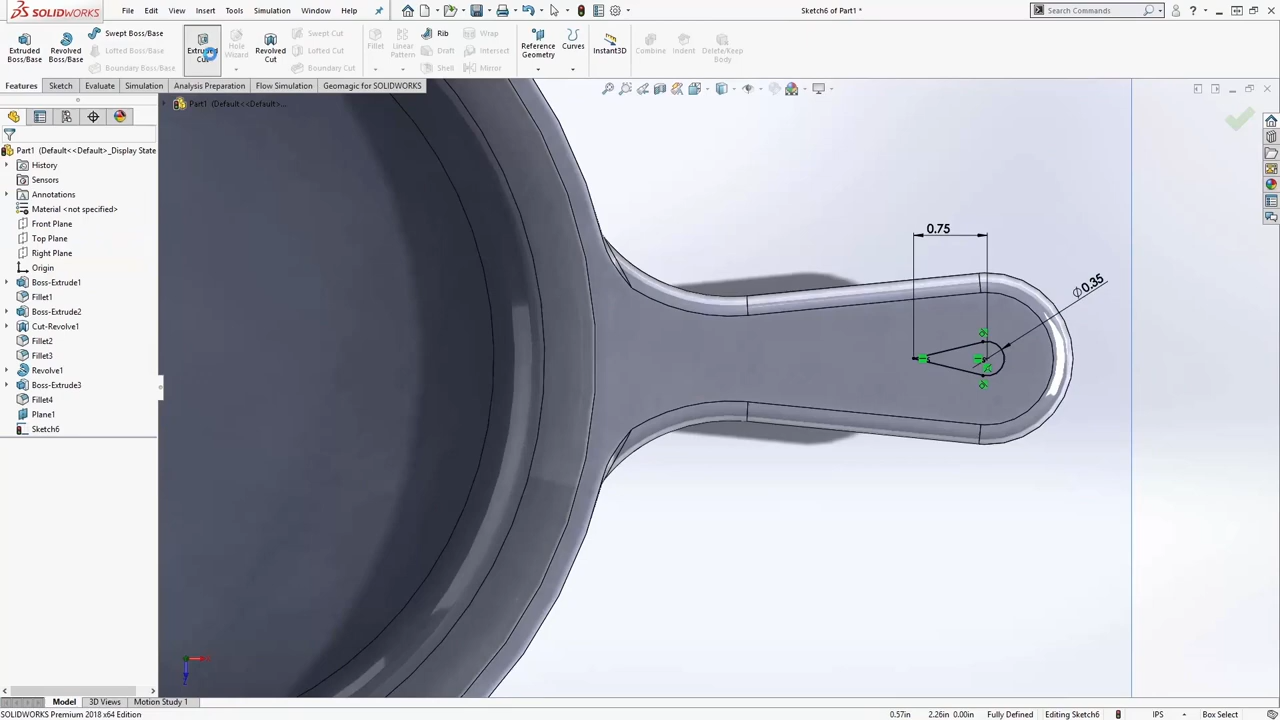 SOLIDWORKS File Edit View Insert Tools Simulation Window Help Sketch6 of Part1 * Search Commands
Extruded Boss/Base Revolved Boss/Base Swept Boss/Base Lofted Boss/Base Boundary Boss/Base Extruded Cut Hole Wizard Revolved Cut Swept Cut Lofted Cut Boundary Cut Fillet Linear Pattern Rib Draft Shell Wrap Intersect Mirror Reference Geometry Curves Instant3D Combine Indent Delete/Keep Body
Features Sketch Evaluate Simulation Analysis Preparation Flow Simulation Geomagic for SOLIDWORKS
Part1 (Default<<Default>...
Part1 (Default<<Default>_Display State
History
Sensors
Annotations
Material <not specified>
Front Plane
Top Plane
Right Plane
Origin
Boss-Extrude1
Fillet1
Boss-Extrude2
Cut-Revolve1
Fillet2
Fillet3
Revolve1
Boss-Extrude3
Fillet4
Plane1
Sketch6
0.75
Ø0.35
Model 3D Views Motion Study 1
SOLIDWORKS Premium 2018 x64 Edition 0.57in 2.26in 0.00in Fully Defined Editing Sketch6 IPS Box Select